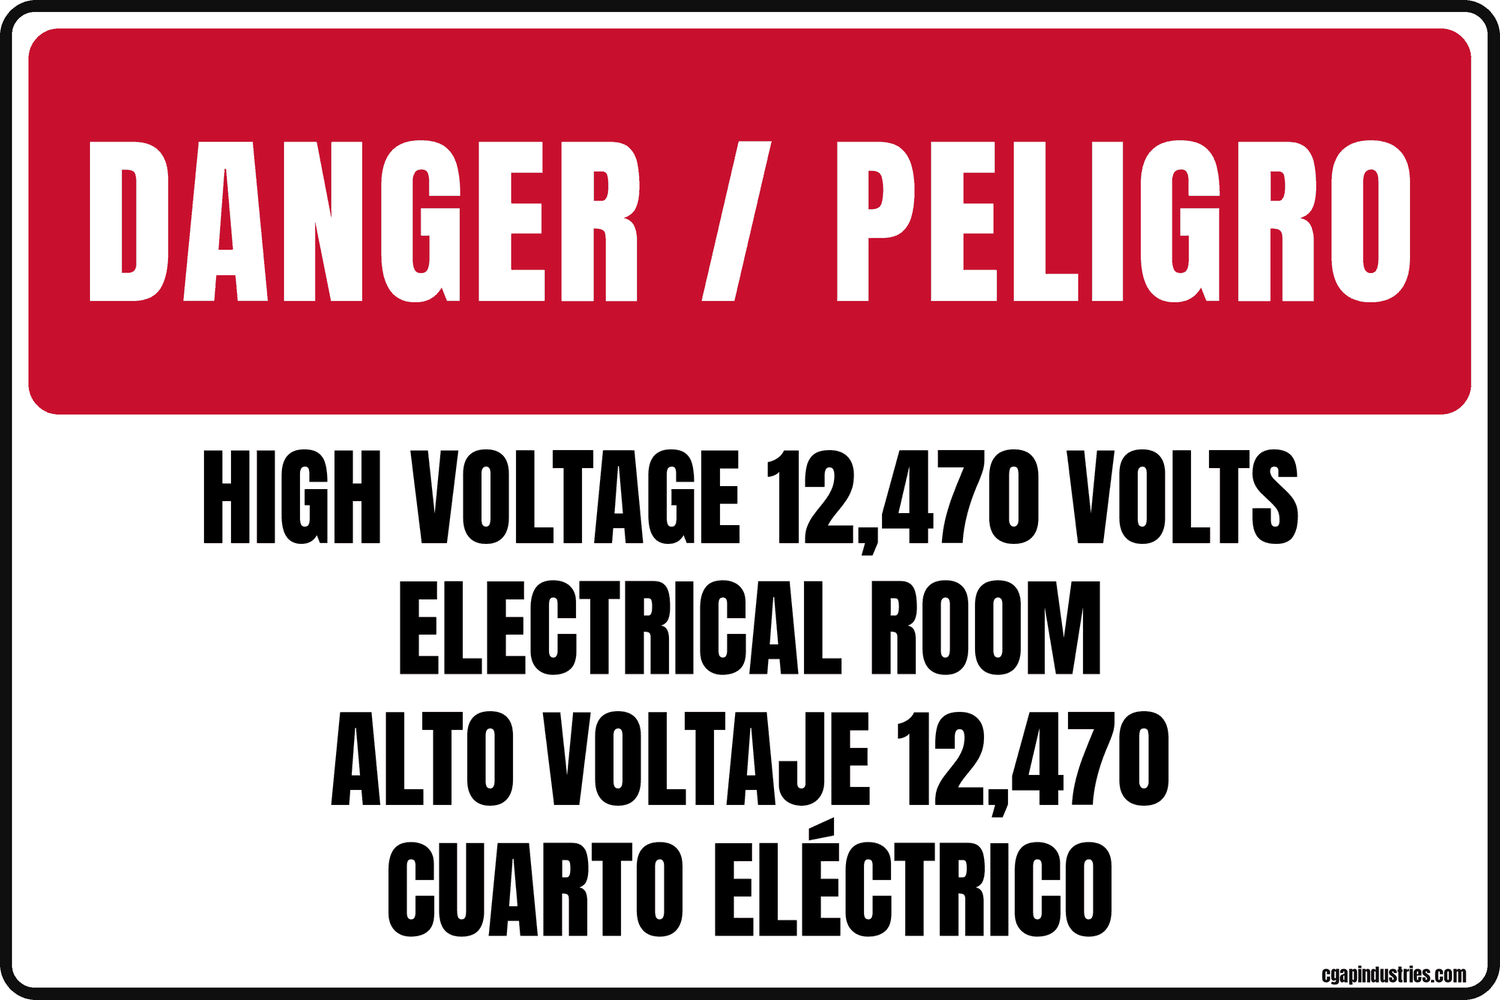 DANGER / PELIGRO
HIGH VOLTAGE 12,470 VOLTS
ELECTRICAL ROOM
ALTO VOLTAJE 12,470
CUARTO ELÉCTRICO
cgapindustries.com